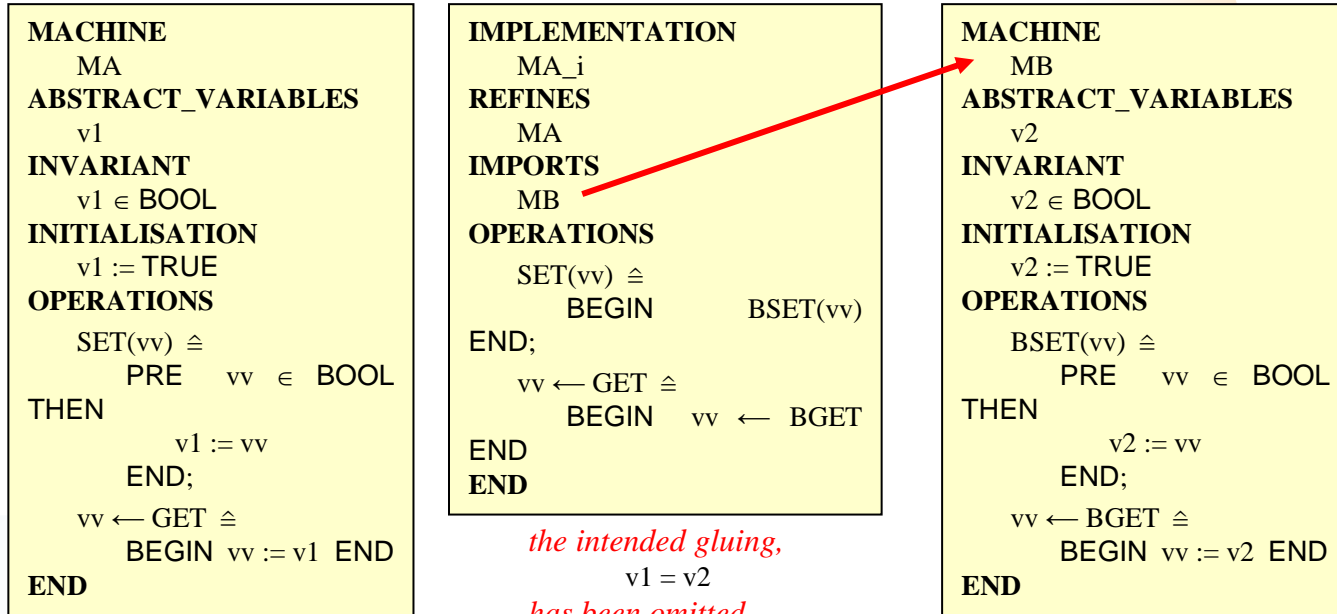 MACHINE
MA
ABSTRACT_VARIABLES
v1
INVARIANT
v1 ∈ BOOL
INITIALISATION
v1 := TRUE
OPERATIONS
SET(vv) ≙
PRE vv ∈ BOOL
THEN
v1 := vv
END;
vv ⟵ GET ≙
BEGIN vv := v1 END
END
IMPLEMENTATION
MA_i
REFINES
MA
IMPORTS
MB
OPERATIONS
SET(vv) ≙
BEGIN BSET(vv)
END;
vv ⟵ GET ≙
BEGIN vv ⟵ BGET
END
END
the intended gluing,
v1 = v2
has been omitted
MACHINE
MB
ABSTRACT_VARIABLES
v2
INVARIANT
v2 ∈ BOOL
INITIALISATION
v2 := TRUE
OPERATIONS
BSET(vv) ≙
PRE vv ∈ BOOL
THEN
v2 := vv
END;
vv ⟵ BGET ≙
BEGIN vv := v2 END
END